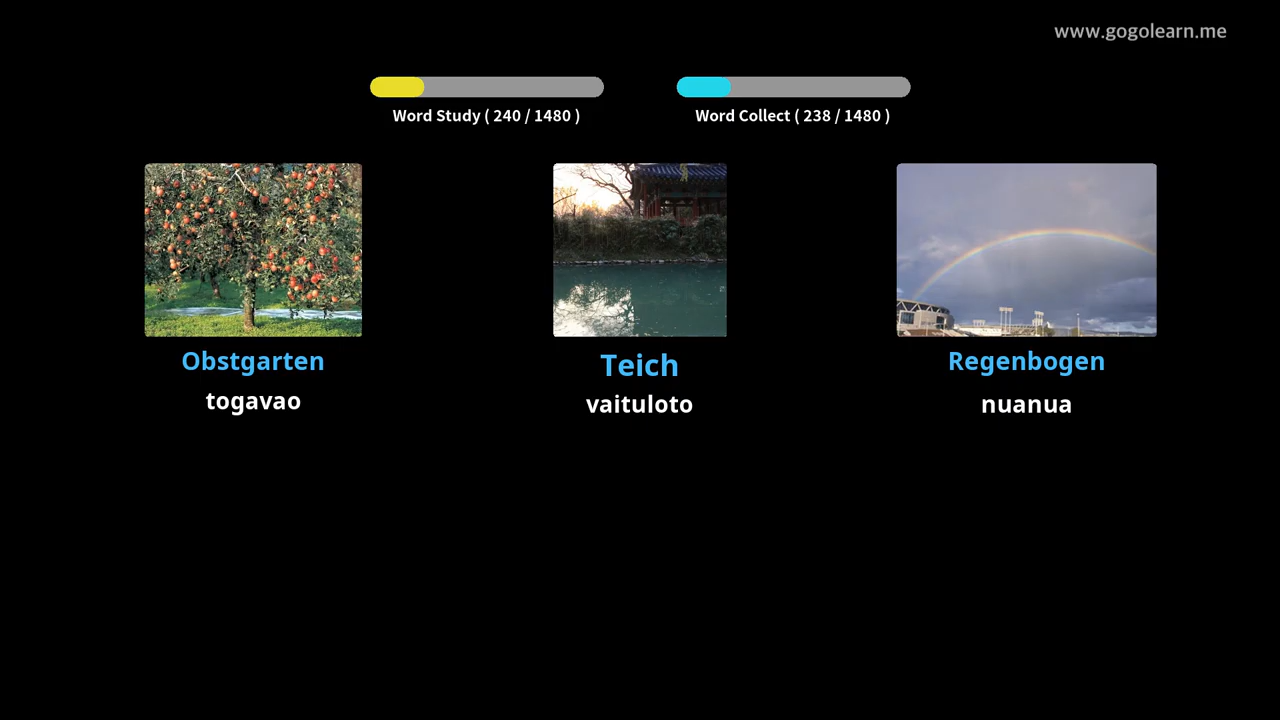 www.gogolearn.me
Word Study ( 240 / 1480 )
Word Collect ( 238 / 1480 )
Obstgarten
togavao
Teich
vaituloto
Regenbogen
nuanua